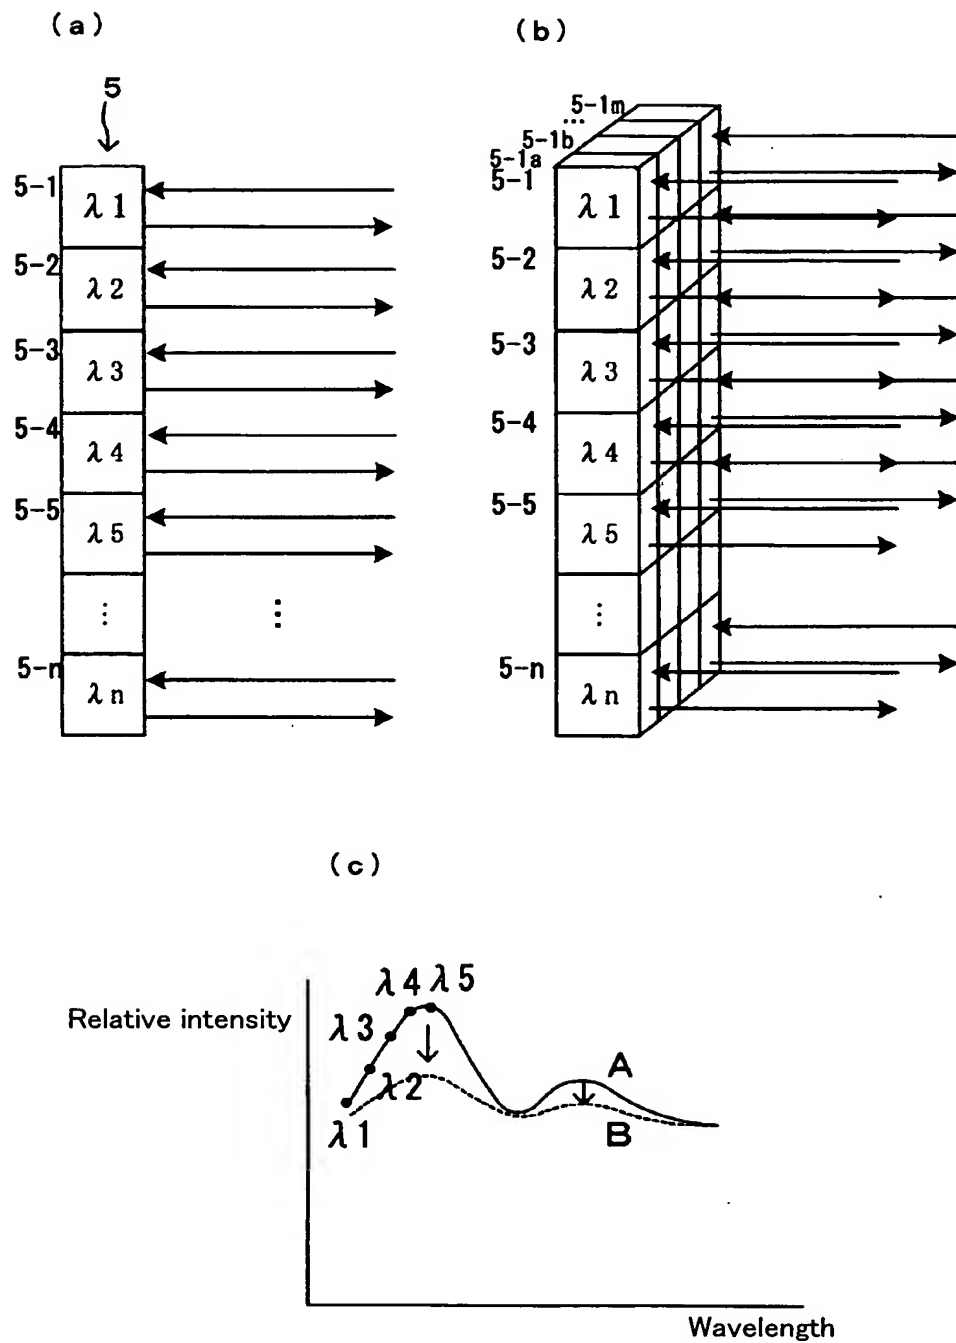 (a)
5
5-1
λ1
5-2
λ2
5-3
λ3
5-4
λ4
5-5
λ5
⋮
⋮
5-n
λn
(b)
5-1m
...
5-1b
5-1a
5-1
λ1
5-2
λ2
5-3
λ3
5-4
λ4
5-5
λ5
⋮
5-n
λn
(c)
Relative intensity
λ4 λ5
λ3
λ2
λ1
A
B
Wavelength